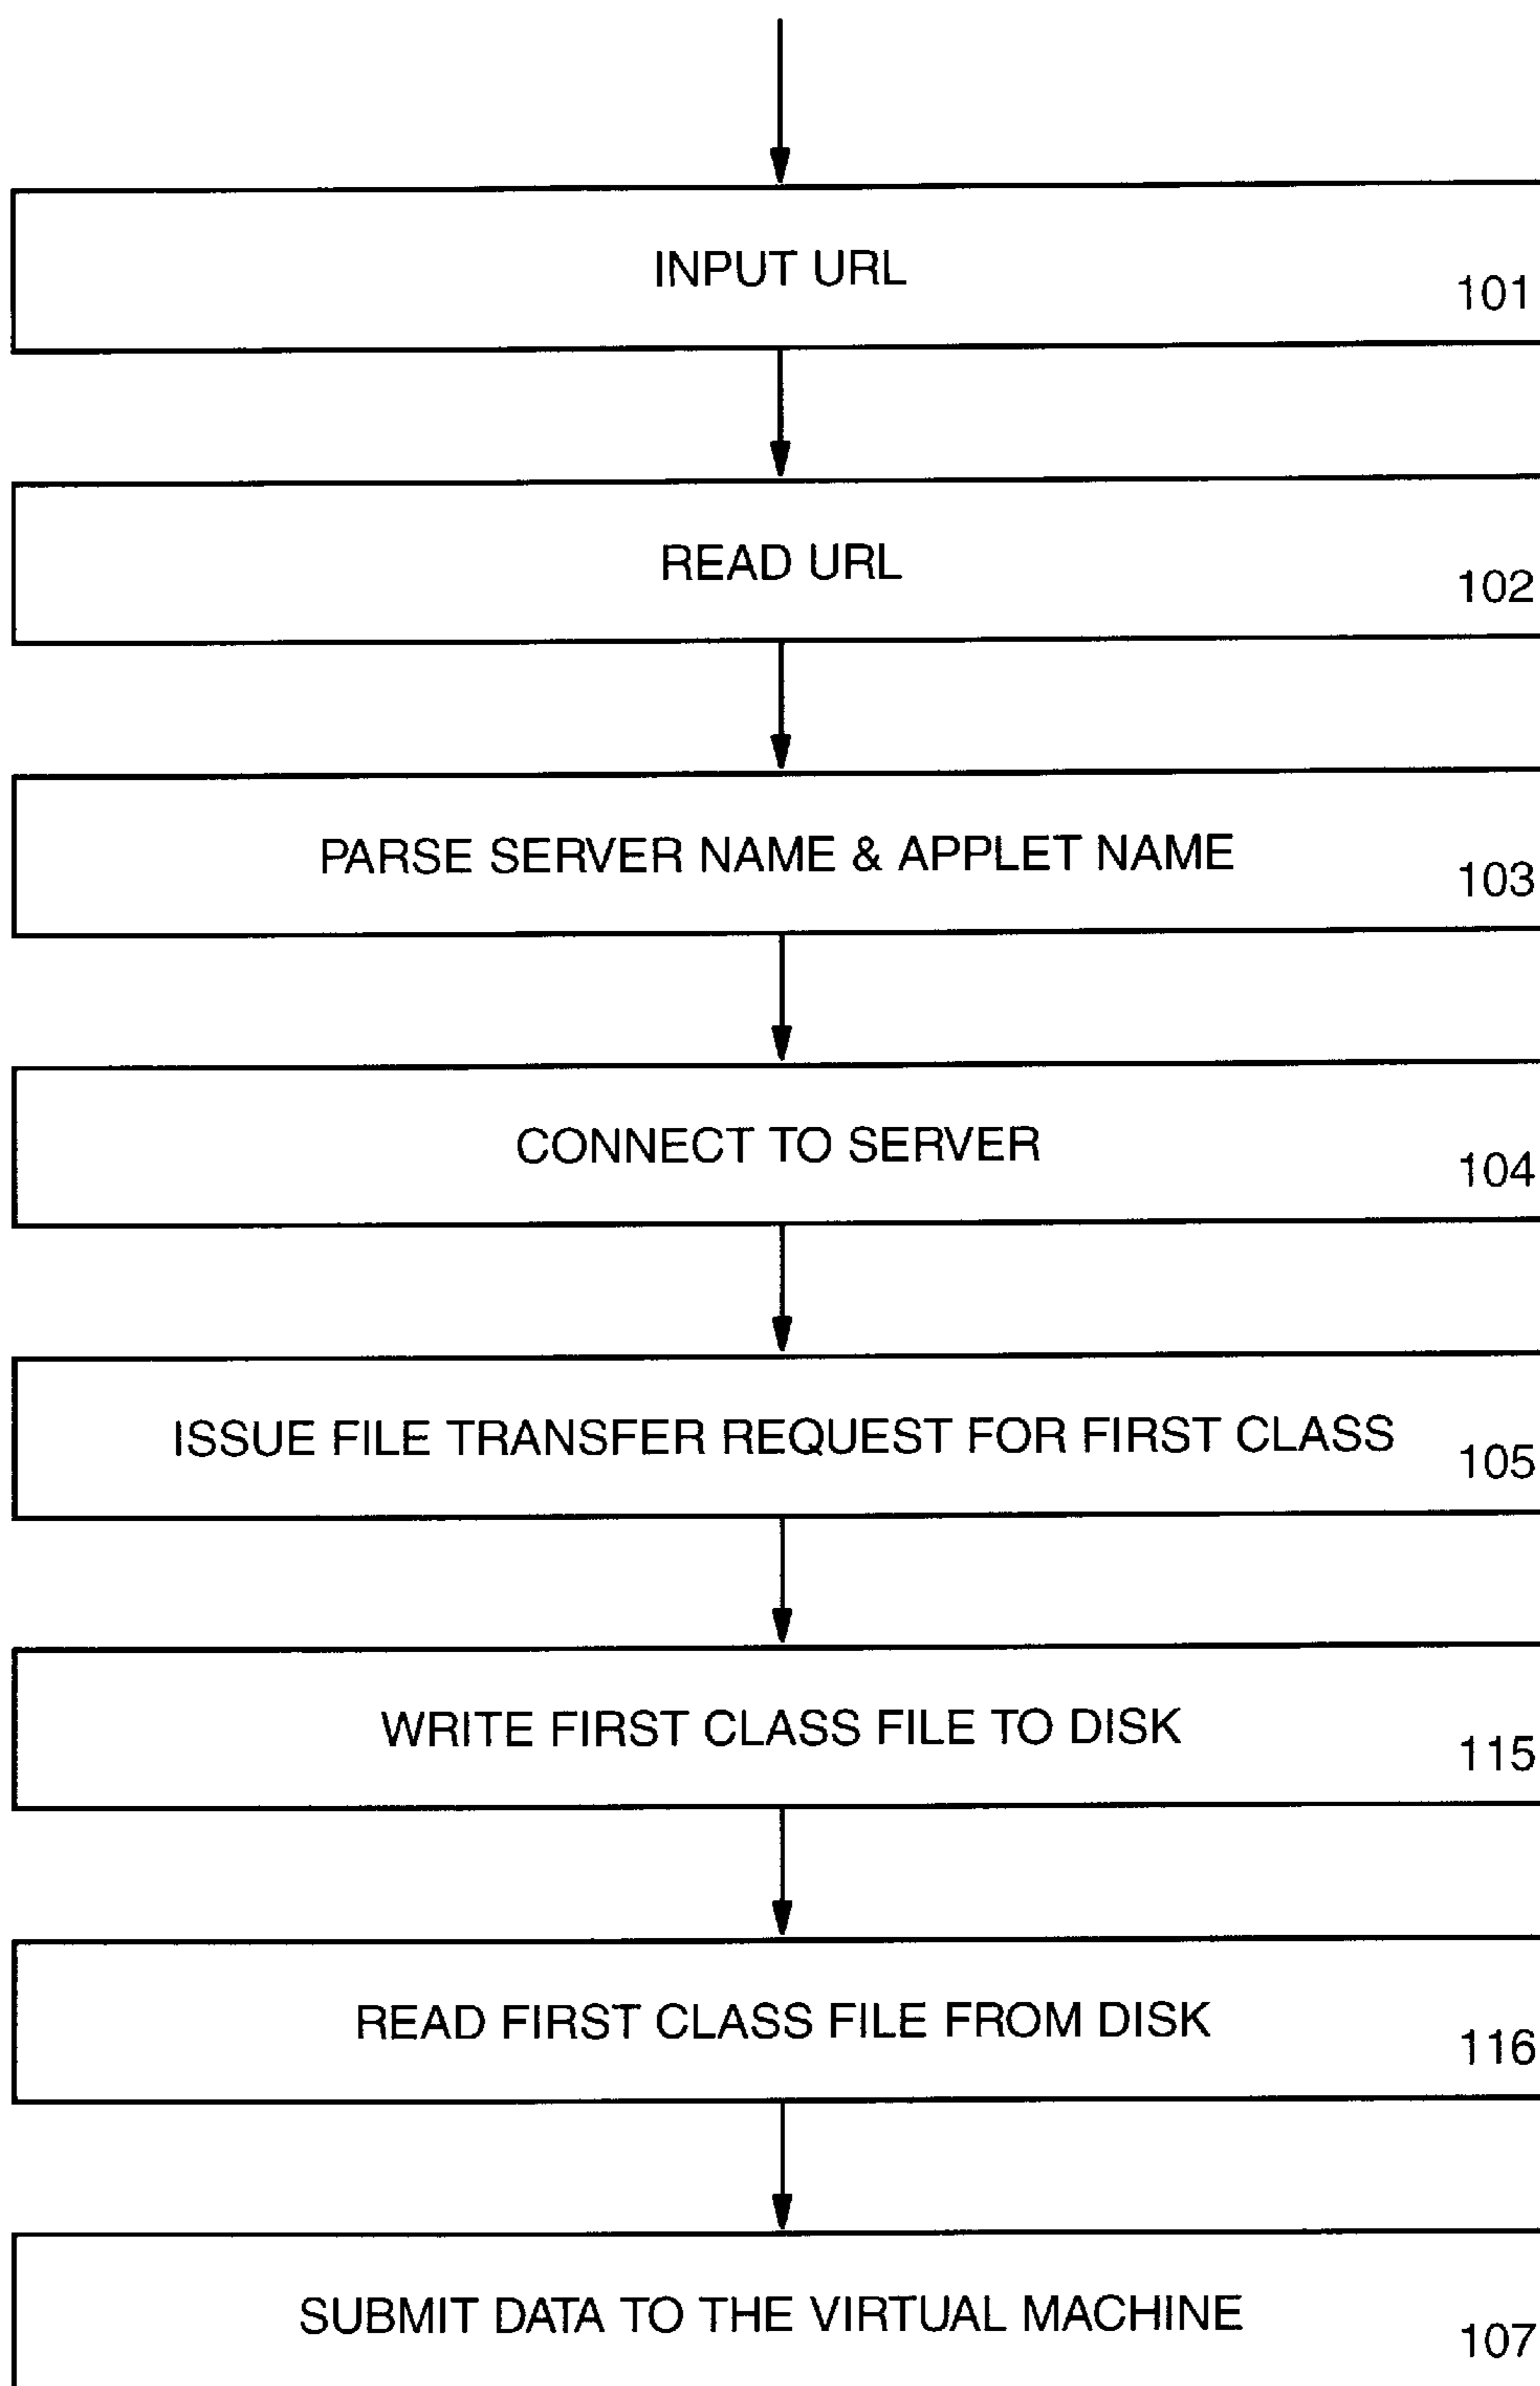 INPUT URL
101
READ URL
102
PARSE SERVER NAME & APPLET NAME
103
CONNECT TO SERVER
104
ISSUE FILE TRANSFER REQUEST FOR FIRST CLASS
105
WRITE FIRST CLASS FILE TO DISK
115
READ FIRST CLASS FILE FROM DISK
116
SUBMIT DATA TO THE VIRTUAL MACHINE
107